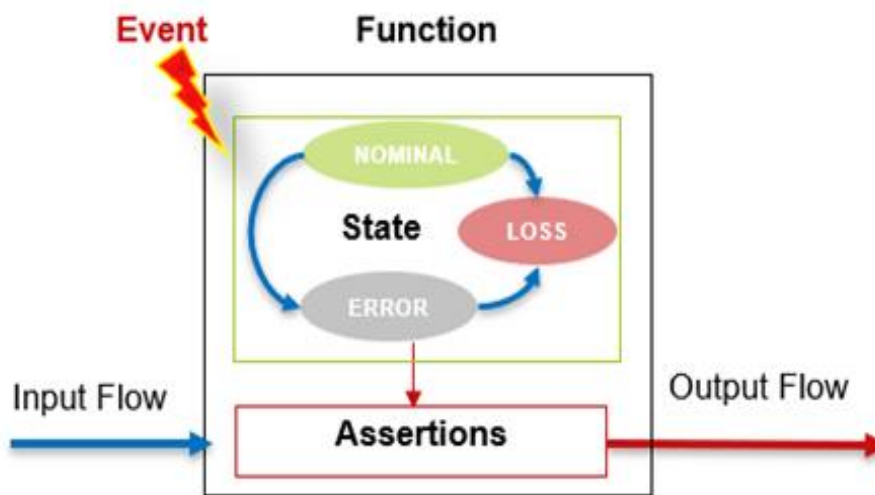 Event
Function
NOMINAL
State
LOSS
ERROR
Input Flow
Assertions
Output Flow